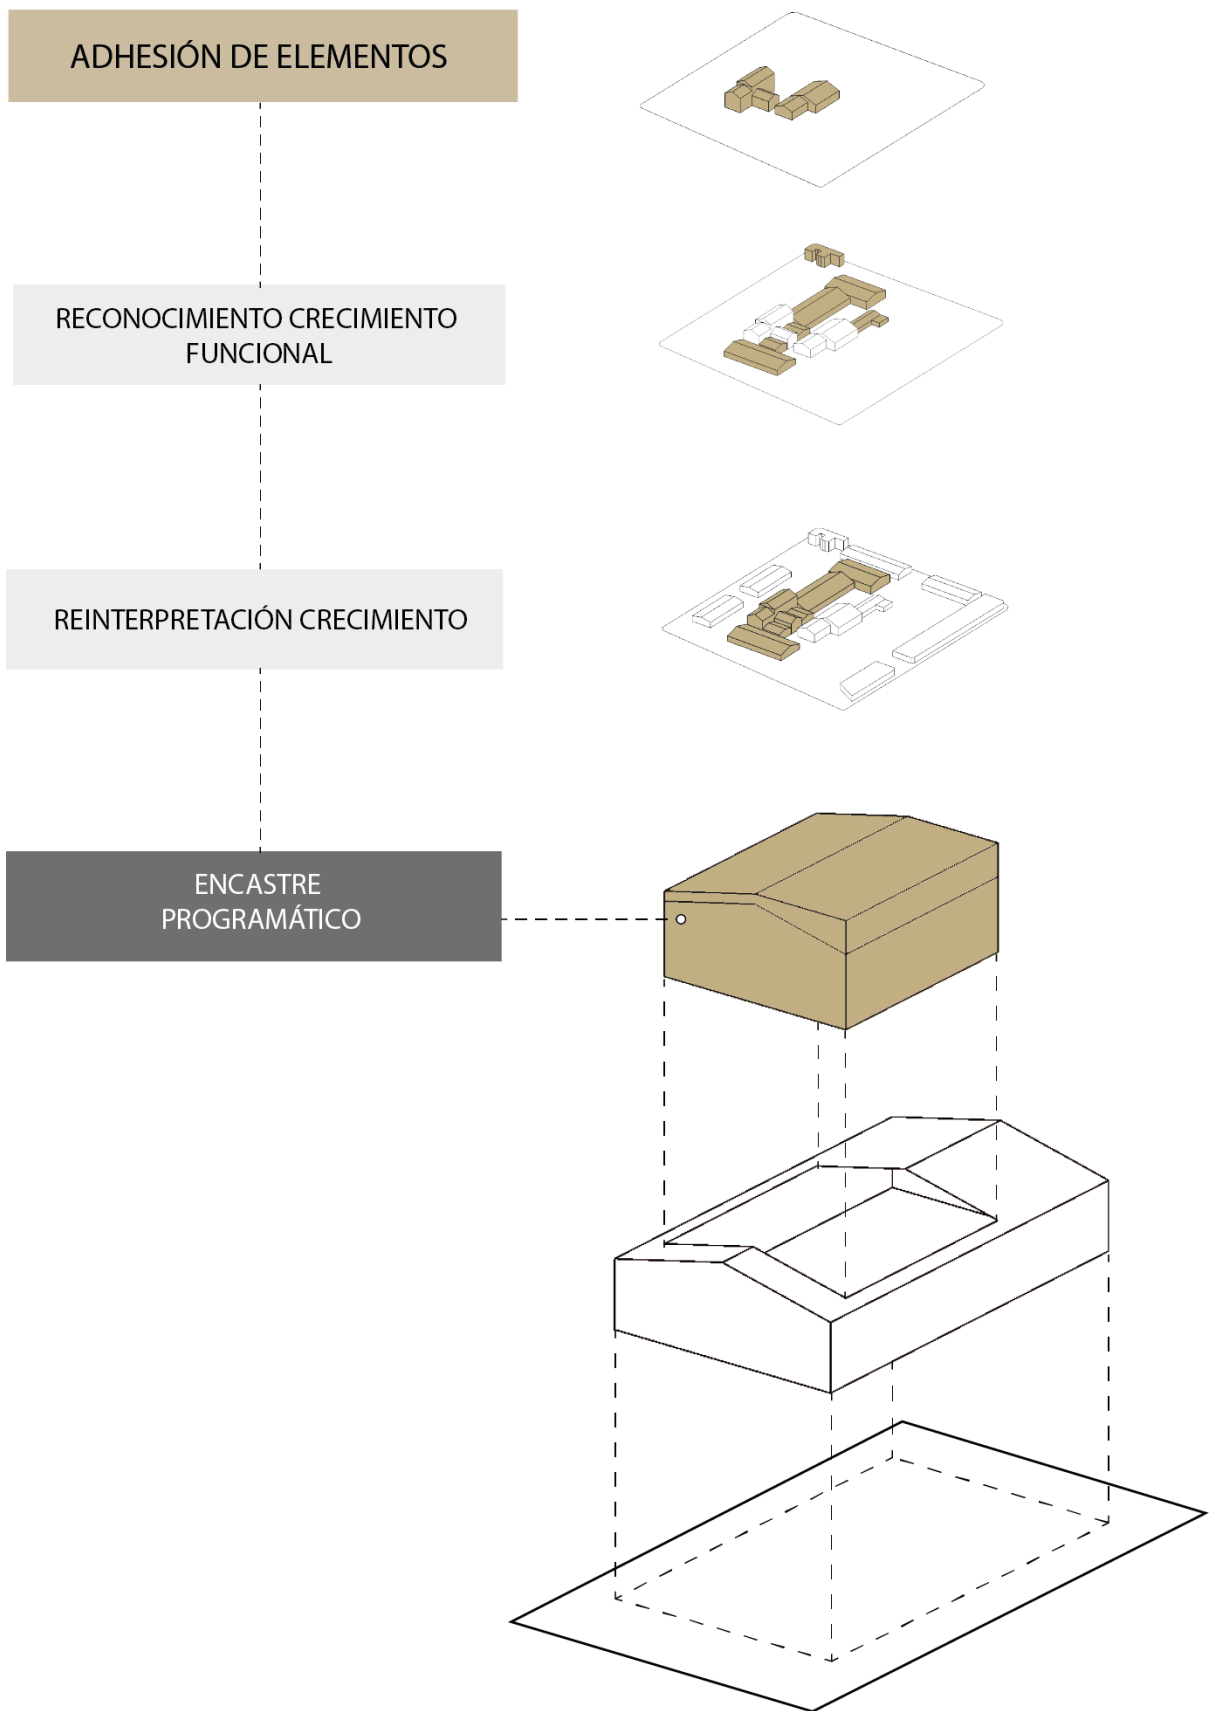 ADHESIÓN DE ELEMENTOS
RECONOCIMIENTO CRECIMIENTO
FUNCIONAL
REINTERPRETACIÓN CRECIMIENTO
ENCASTRE
PROGRAMÁTICO